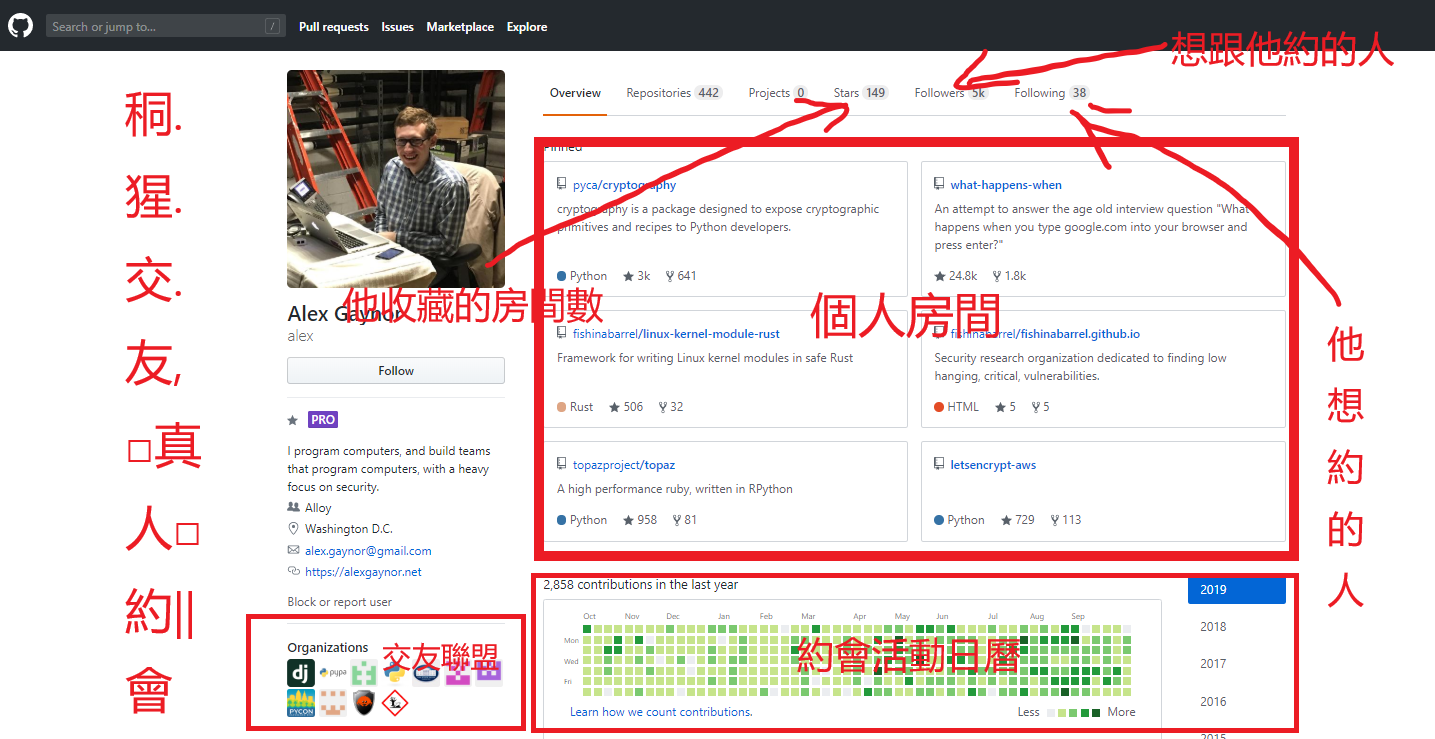 Search or jump to...
/
Pull requests
Issues
Marketplace
Explore
想跟他約的人
Overview
Repositories 442
Projects 0
Stars 149
Followers 5k
Following 38
秱.
猩.
交.
友,
□真
人□
約||
會
Alex Gaynor
他收藏的房間數
alex
Follow
PRO
I program computers, and build teams
that program computers, with a heavy
focus on security.
Alloy
Washington D.C.
alex.gaynor@gmail.com
https://alexgaynor.net
Block or report user
Organizations
交友聯盟
pypa
PYCON
Pinned
pyca/cryptography
cryptography is a package designed to expose cryptographic
primitives and recipes to Python developers.
Python 3k 641
what-happens-when
An attempt to answer the age old interview question "What
happens when you type google.com into your browser and
press enter?"
24.8k 1.8k
個人房間
fishinabarrel/linux-kernel-module-rust
Framework for writing Linux kernel modules in safe Rust
Rust 506 32
fishinabarrel/fishinabarrel.github.io
Security research organization dedicated to finding low
hanging, critical, vulnerabilities.
HTML 5 5
topazproject/topaz
A high performance ruby, written in RPython
Python 958 81
letsencrypt-aws
Python 729 113
他
想
約
的
人
2,858 contributions in the last year
Oct Nov Dec Jan Feb Mar Apr May Jun Jul Aug Sep
Mon
Wed
Fri
約會活動日曆
Learn how we count contributions.
Less
More
2019
2018
2017
2016
2015